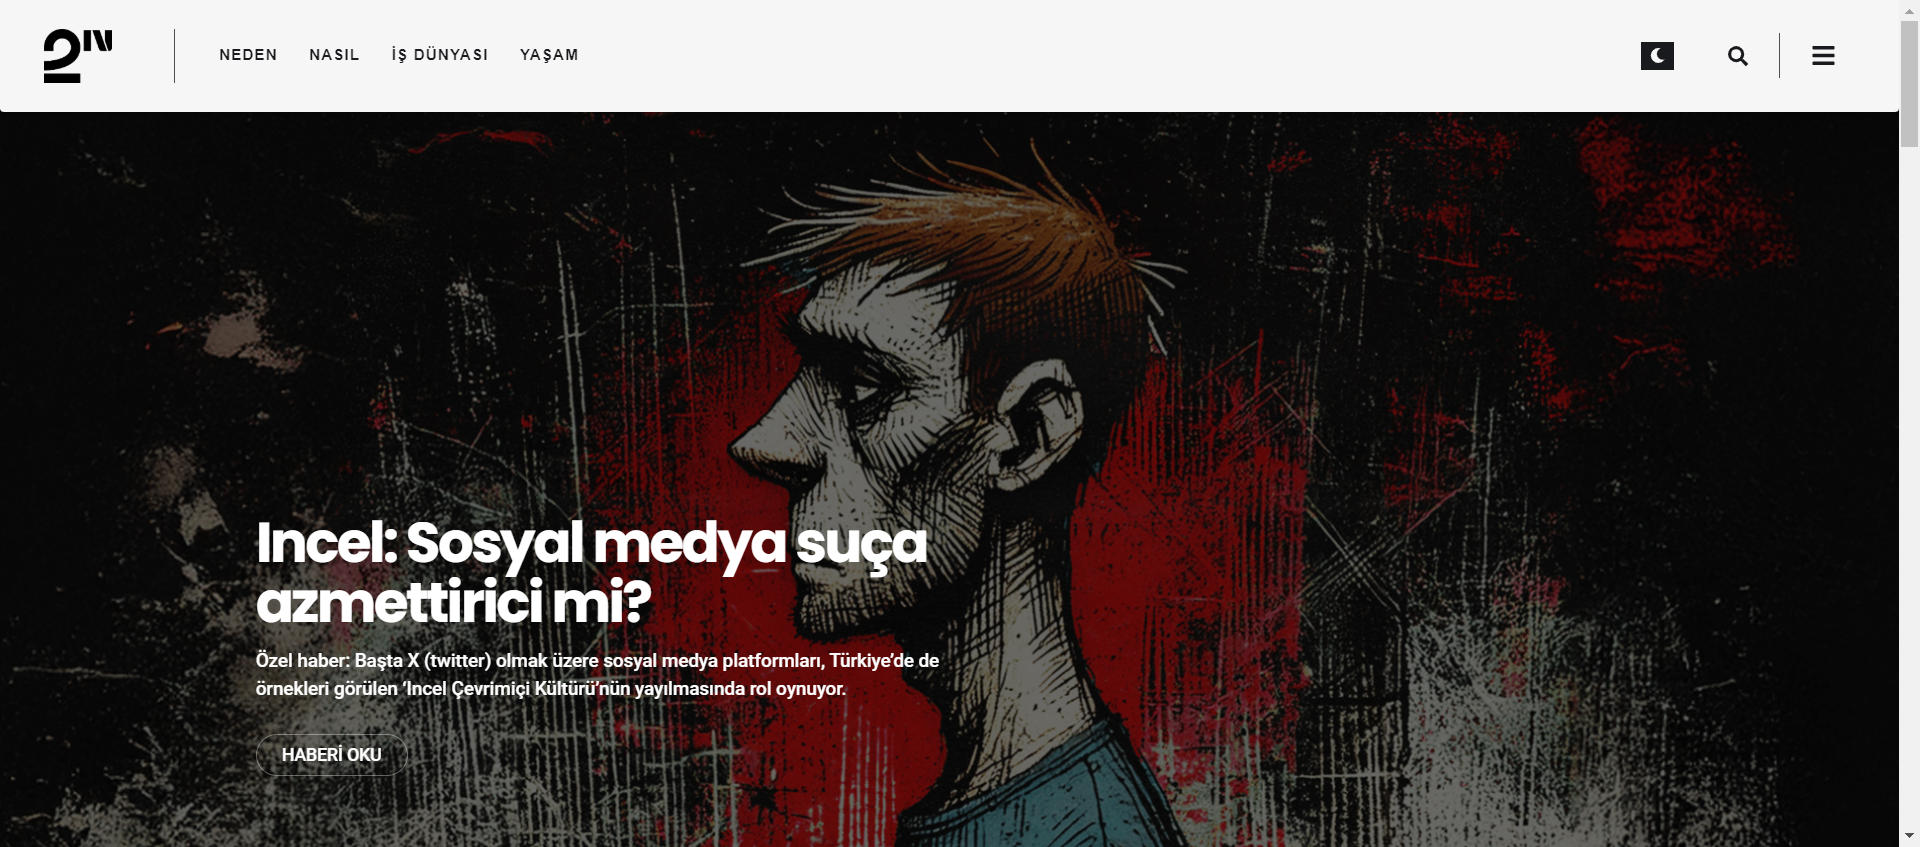 2N
NEDEN NASIL İŞ DÜNYASI YAŞAM
Incel: Sosyal medya suça
azmettirici mi?
Özel haber: Başta X (twitter) olmak üzere sosyal medya platformları, Türkiye’de de
örnekleri görülen ‘Incel Çevrimiçi Kültürü’nün yayılmasında rol oynuyor.
HABERİ OKU